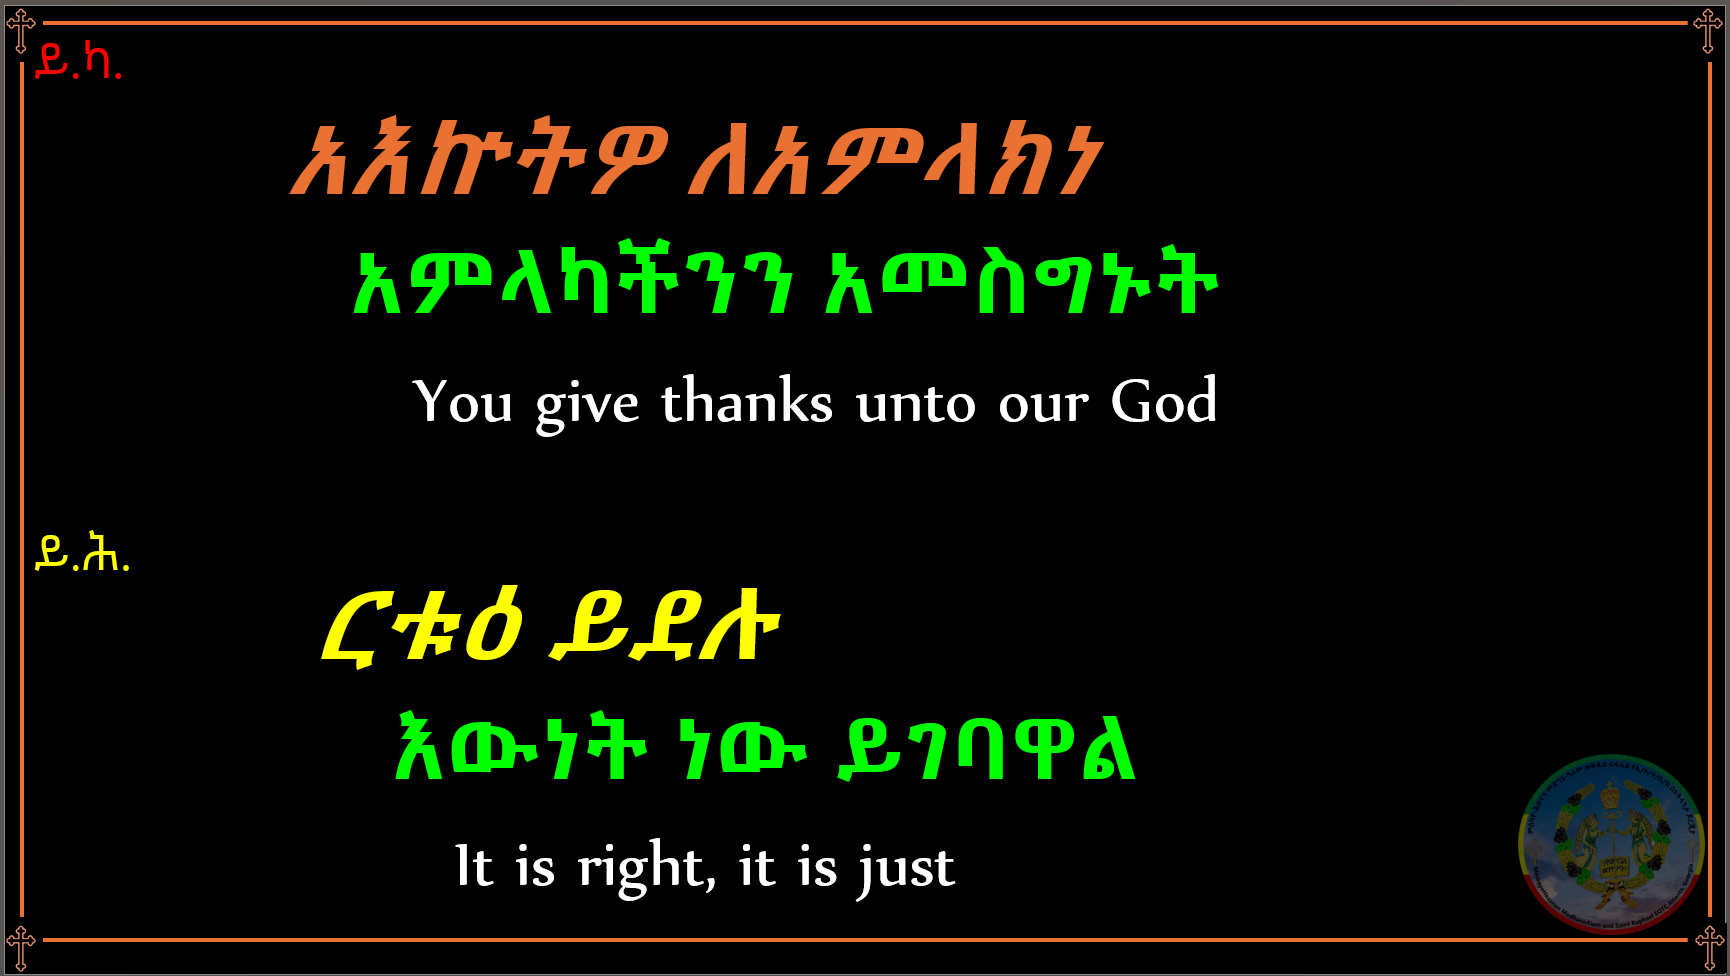 ይ.ካ.
አእኵትዎ ለአምላክነ
አምላካችንን አመስግኑት
You give thanks unto our God
ይ.ሕ.
ርቱዕ ይደሉ
እውነት ነው ይገባዋል
It is right, it is just